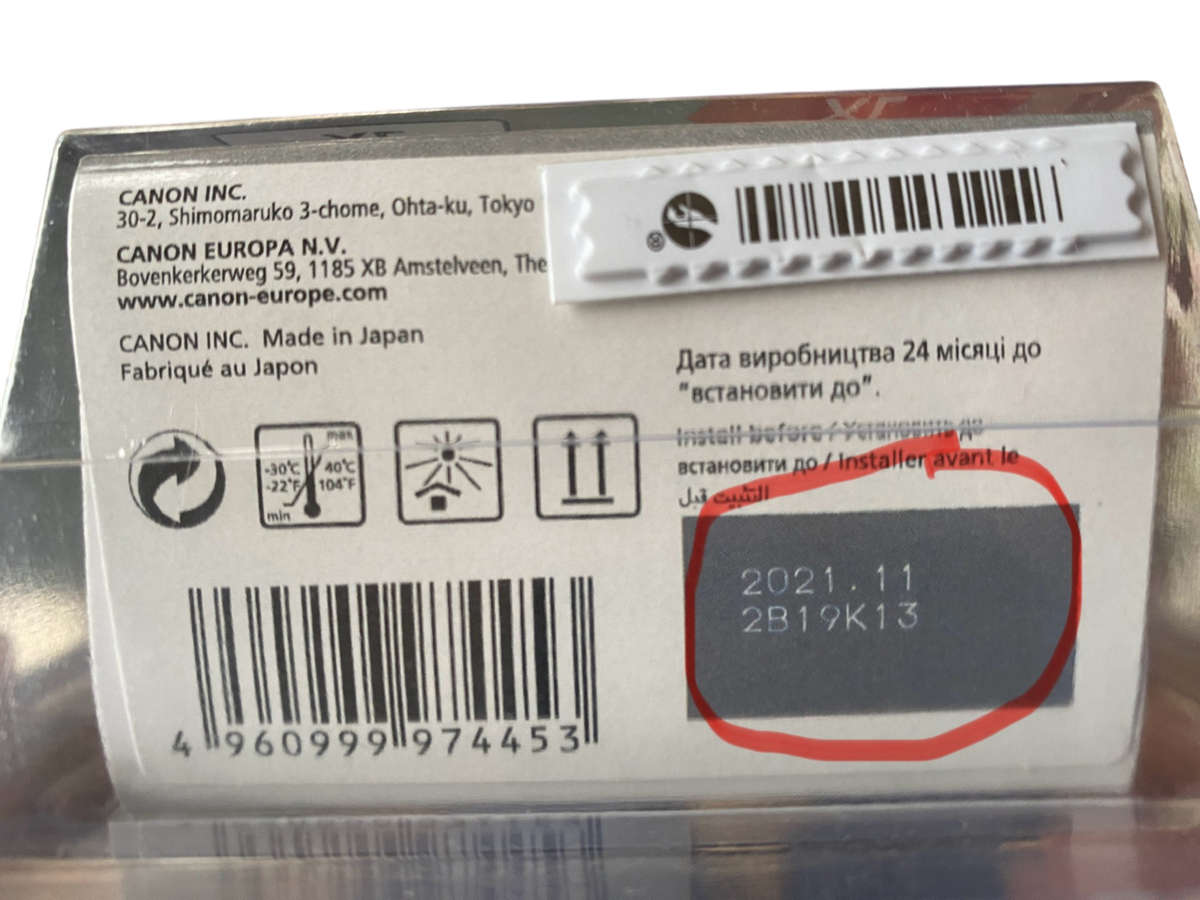 CANON INC.
30-2, Shimomaruko 3-chome, Ohta-ku, Tokyo
CANON EUROPA N.V.
Bovenkerkerweg 59, 1185 XB Amstelveen, The
www.canon-europe.com
CANON INC. Made in Japan
Fabriqué au Japon
®
Дата виробництва 24 місяці до
"встановити до".
Install before / Установить до
встановити до / Installer avant le
التثبيت قبل
max
-30°C 40°C
-22°F 104°F
min
2021.11
2B19K13
4 960999 974453